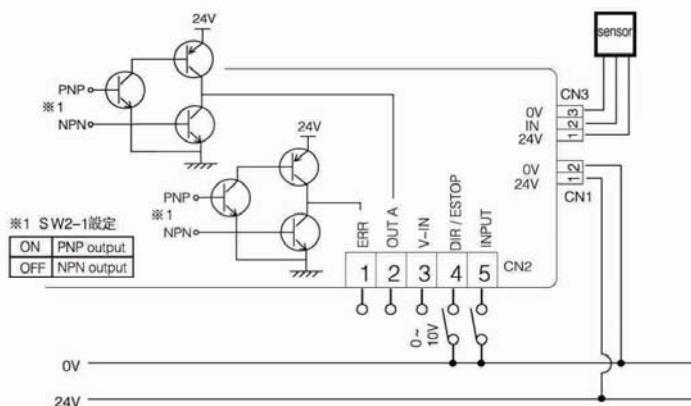 24V
sensor
PNP
※1
NPN
CN3
0V
IN
24V
3
2
1
24V
0V
24V
2
1
CN1
PNP
※1
NPN
※1 SW2-1設定
ON PNP output
OFF NPN output
ERR
OUT A
V-IN
DIR / ESTOP
INPUT
1 2 3 4 5
CN2
0～
10V
0V
24V